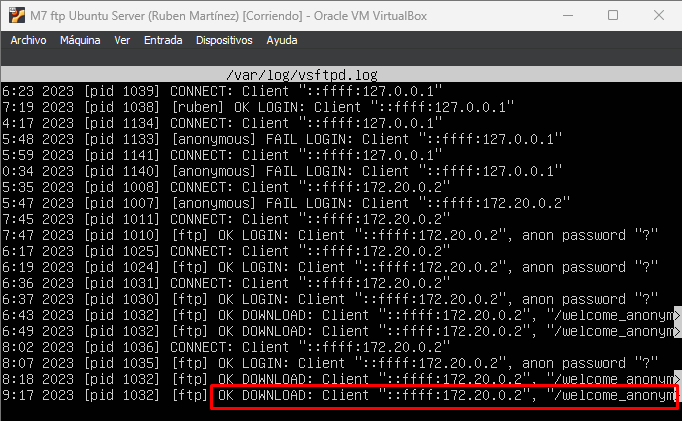 M7 ftp Ubuntu Server (Ruben Martínez) [Corriendo] - Oracle VM VirtualBox
Archivo Máquina Ver Entrada Dispositivos Ayuda
/var/log/vsftpd.log
6:23 2023 [pid 1039] CONNECT: Client "::ffff:127.0.0.1"
7:19 2023 [pid 1038] [ruben] OK LOGIN: Client "::ffff:127.0.0.1"
4:17 2023 [pid 1134] CONNECT: Client "::ffff:127.0.0.1"
5:48 2023 [pid 1133] [anonymous] FAIL LOGIN: Client "::ffff:127.0.0.1"
5:59 2023 [pid 1141] CONNECT: Client "::ffff:127.0.0.1"
0:34 2023 [pid 1140] [anonymous] FAIL LOGIN: Client "::ffff:127.0.0.1"
5:35 2023 [pid 1008] CONNECT: Client "::ffff:172.20.0.2"
5:47 2023 [pid 1007] [anonymous] FAIL LOGIN: Client "::ffff:172.20.0.2"
7:45 2023 [pid 1011] CONNECT: Client "::ffff:172.20.0.2"
7:47 2023 [pid 1010] [ftp] OK LOGIN: Client "::ffff:172.20.0.2", anon password "?"
6:17 2023 [pid 1025] CONNECT: Client "::ffff:172.20.0.2"
6:19 2023 [pid 1024] [ftp] OK LOGIN: Client "::ffff:172.20.0.2", anon password "?"
6:36 2023 [pid 1031] CONNECT: Client "::ffff:172.20.0.2"
6:37 2023 [pid 1030] [ftp] OK LOGIN: Client "::ffff:172.20.0.2", anon password "?"
6:43 2023 [pid 1032] [ftp] OK DOWNLOAD: Client "::ffff:172.20.0.2", "/welcome_anonym>
6:49 2023 [pid 1032] [ftp] OK DOWNLOAD: Client "::ffff:172.20.0.2", "/welcome_anonym>
8:02 2023 [pid 1036] CONNECT: Client "::ffff:172.20.0.2"
8:07 2023 [pid 1035] [ftp] OK LOGIN: Client "::ffff:172.20.0.2", anon password "?"
8:18 2023 [pid 1032] [ftp] OK DOWNLOAD: Client "::ffff:172.20.0.2", "/welcome_anonym>
9:17 2023 [pid 1032] [ftp] OK DOWNLOAD: Client "::ffff:172.20.0.2", "/welcome_anonym>